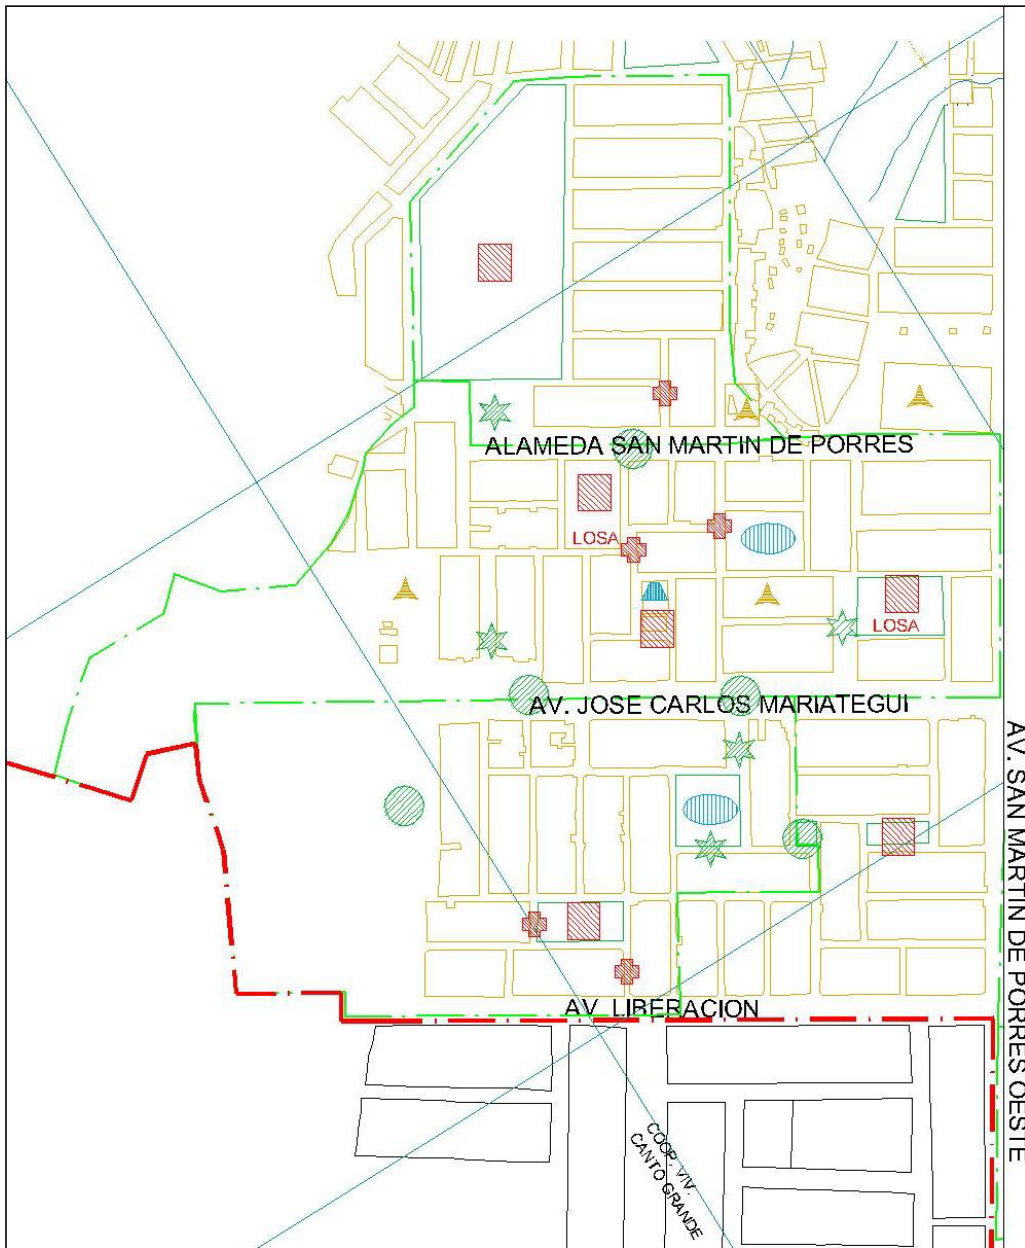 ALAMEDA SAN MARTIN DE PORRES
LOSA
LOSA
AV. JOSE CARLOS MARIATEGUI
AV. SAN MARTIN DE PORRES OESTE
AV. LIBERACION
COOP. VIV.
CANTO GRANDE